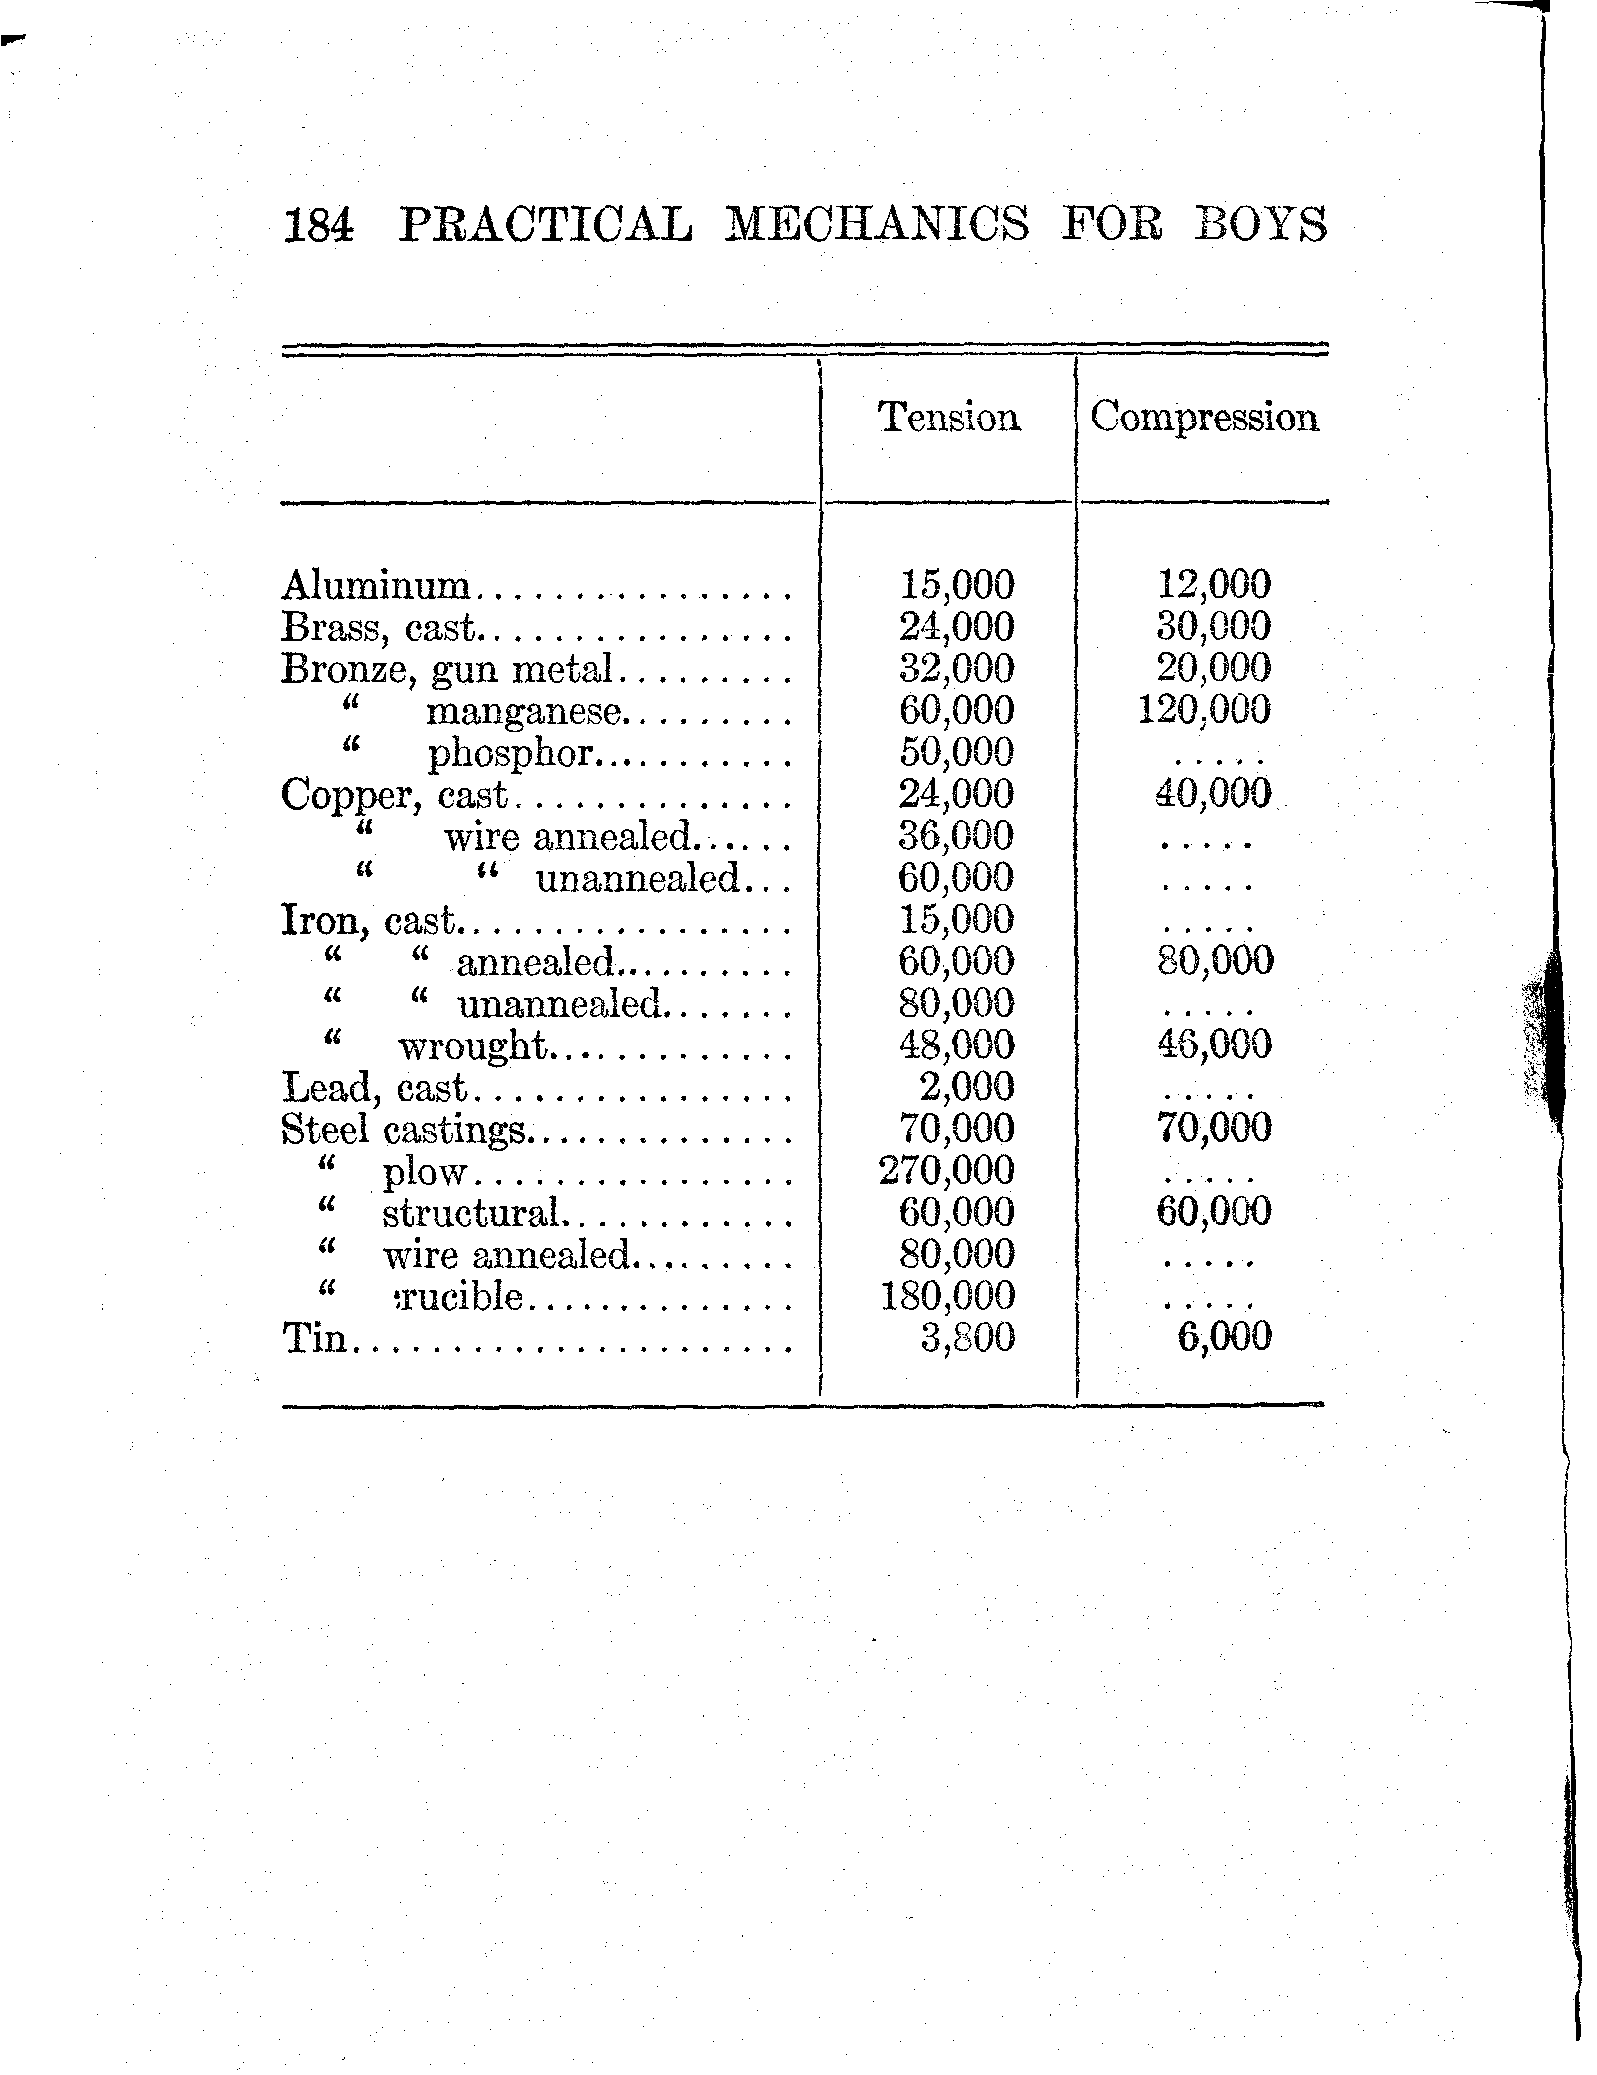 184 PRACTICAL MECHANICS FOR BOYS
Tension Compression
Aluminum................ 15,000 12,000
Brass, cast................ 24,000 30,000
Bronze, gun metal......... 32,000 20,000
“ manganese......... 60,000 120,000
“ phosphor........... 50,000 .....
Copper, cast.............. 24,000 40,000
“ wire annealed...... 36,000 .....
“ “ unannealed... 60,000 .....
Iron, cast................. 15,000 .....
“ “ annealed.......... 60,000 80,000
“ “ unannealed....... 80,000 .....
“ wrought............. 48,000 46,000
Lead, cast................ 2,000 .....
Steel castings.............. 70,000 70,000
“ plow................ 270,000 .....
“ structural............ 60,000 60,000
“ wire annealed......... 80,000 .....
“ rucible.............. 180,000 .....
Tin...................... 3,800 6,000